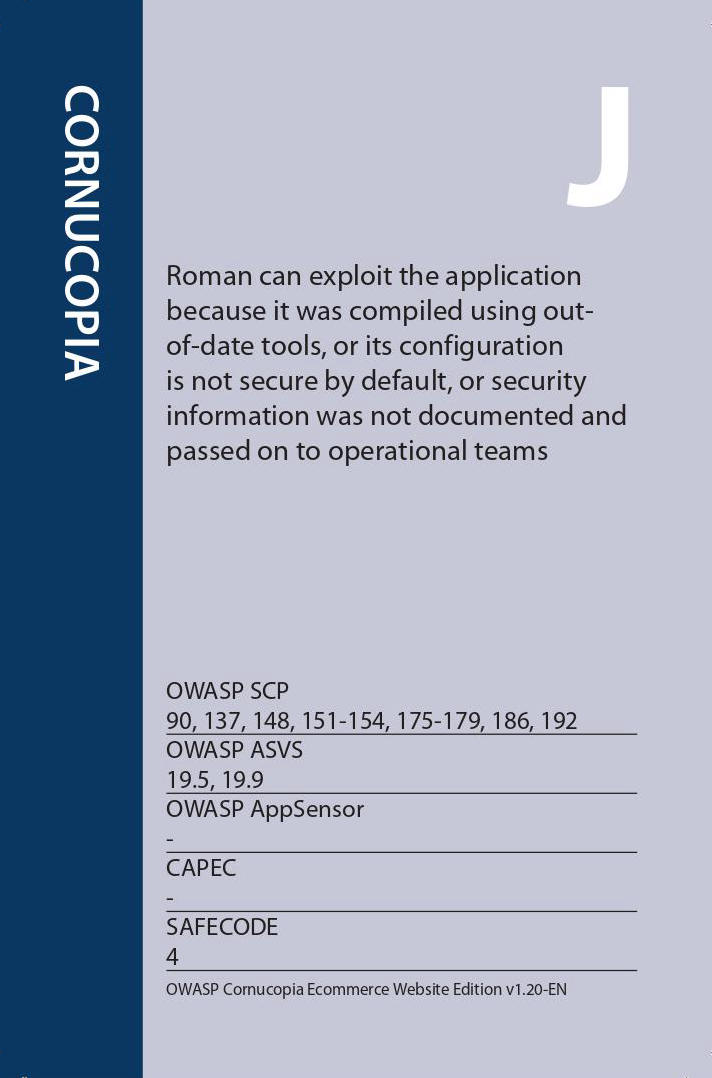 CORNUCOPIA
J
Roman can exploit the application
because it was compiled using out-
of-date tools, or its configuration
is not secure by default, or security
information was not documented and
passed on to operational teams
OWASP SCP
90, 137, 148, 151-154, 175-179, 186, 192
OWASP ASVS
19.5, 19.9
OWASP AppSensor
-
CAPEC
-
SAFECODE
4
OWASP Cornucopia Ecommerce Website Edition v1.20-EN